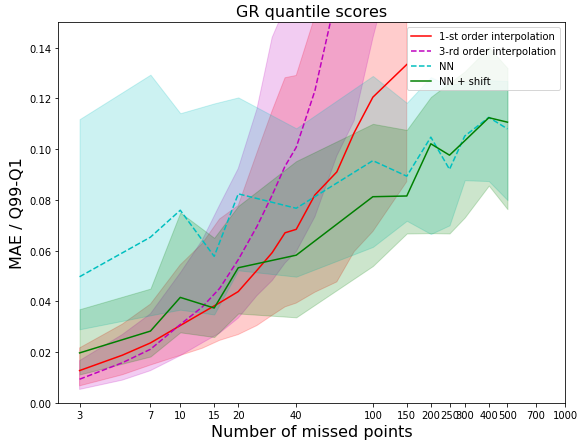 GR quantile scores
1-st order interpolation
3-rd order interpolation
NN
NN + shift
MAE / Q99-Q1
0.14
0.12
0.10
0.08
0.06
0.04
0.02
0.00
3 7 10 15 20 40 100 150 200 250 300 400 500 700 1000
Number of missed points